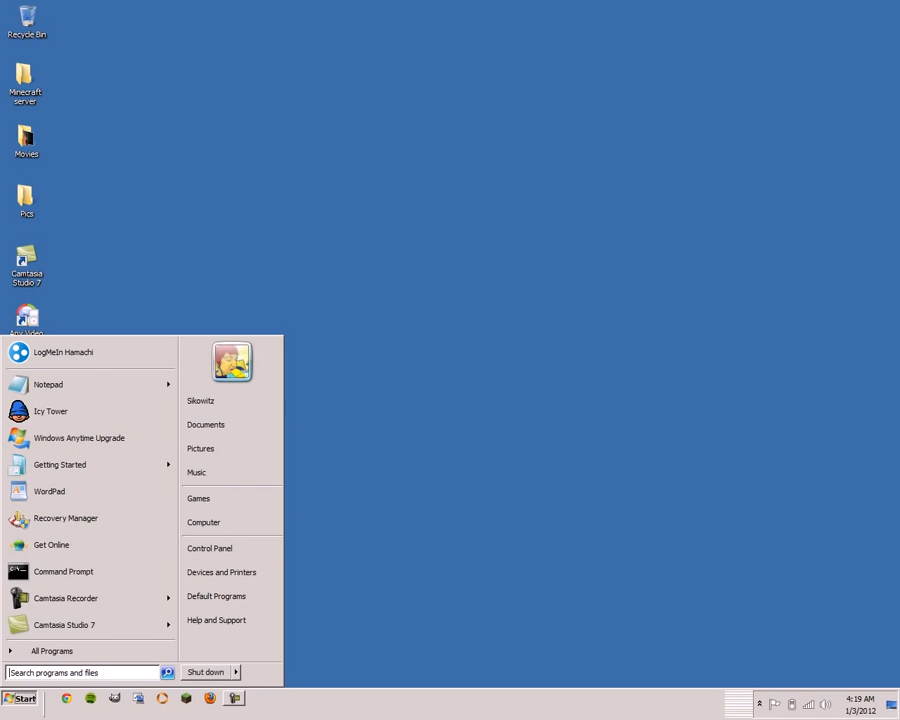 Recycle Bin
Minecraft
server
Movies
Pics
Camtasia
Studio 7
Any Video
LogMeIn Hamachi
Notepad
Icy Tower
Windows Anytime Upgrade
Getting Started
WordPad
Recovery Manager
Get Online
Command Prompt
Camtasia Recorder
Camtasia Studio 7
All Programs
Search programs and files
Sikowitz
Documents
Pictures
Music
Games
Computer
Control Panel
Devices and Printers
Default Programs
Help and Support
Shut down
Start
4:19 AM
1/3/2012